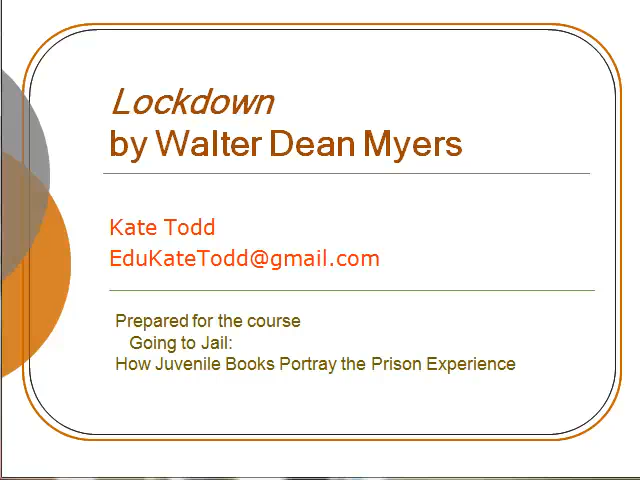 Lockdown
by Walter Dean Myers
Kate Todd
EduKateTodd@gmail.com
Prepared for the course
Going to Jail:
How Juvenile Books Portray the Prison Experience